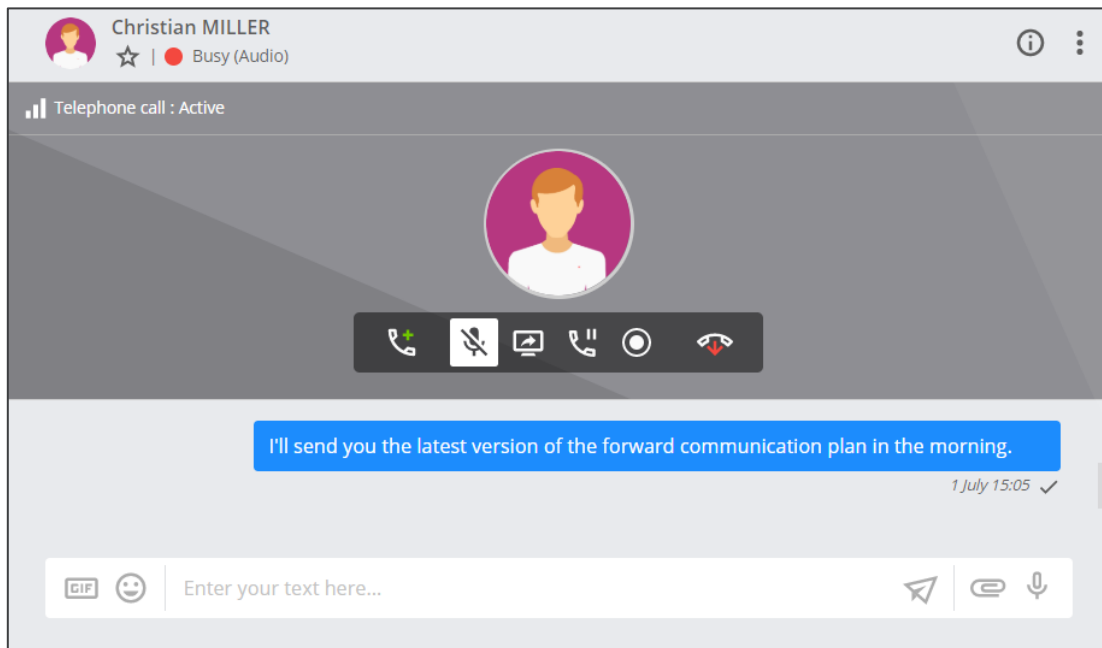 Christian MILLER
| Busy (Audio)
Telephone call : Active
I'll send you the latest version of the forward communication plan in the morning.
1 July 15:05
GIF Enter your text here...